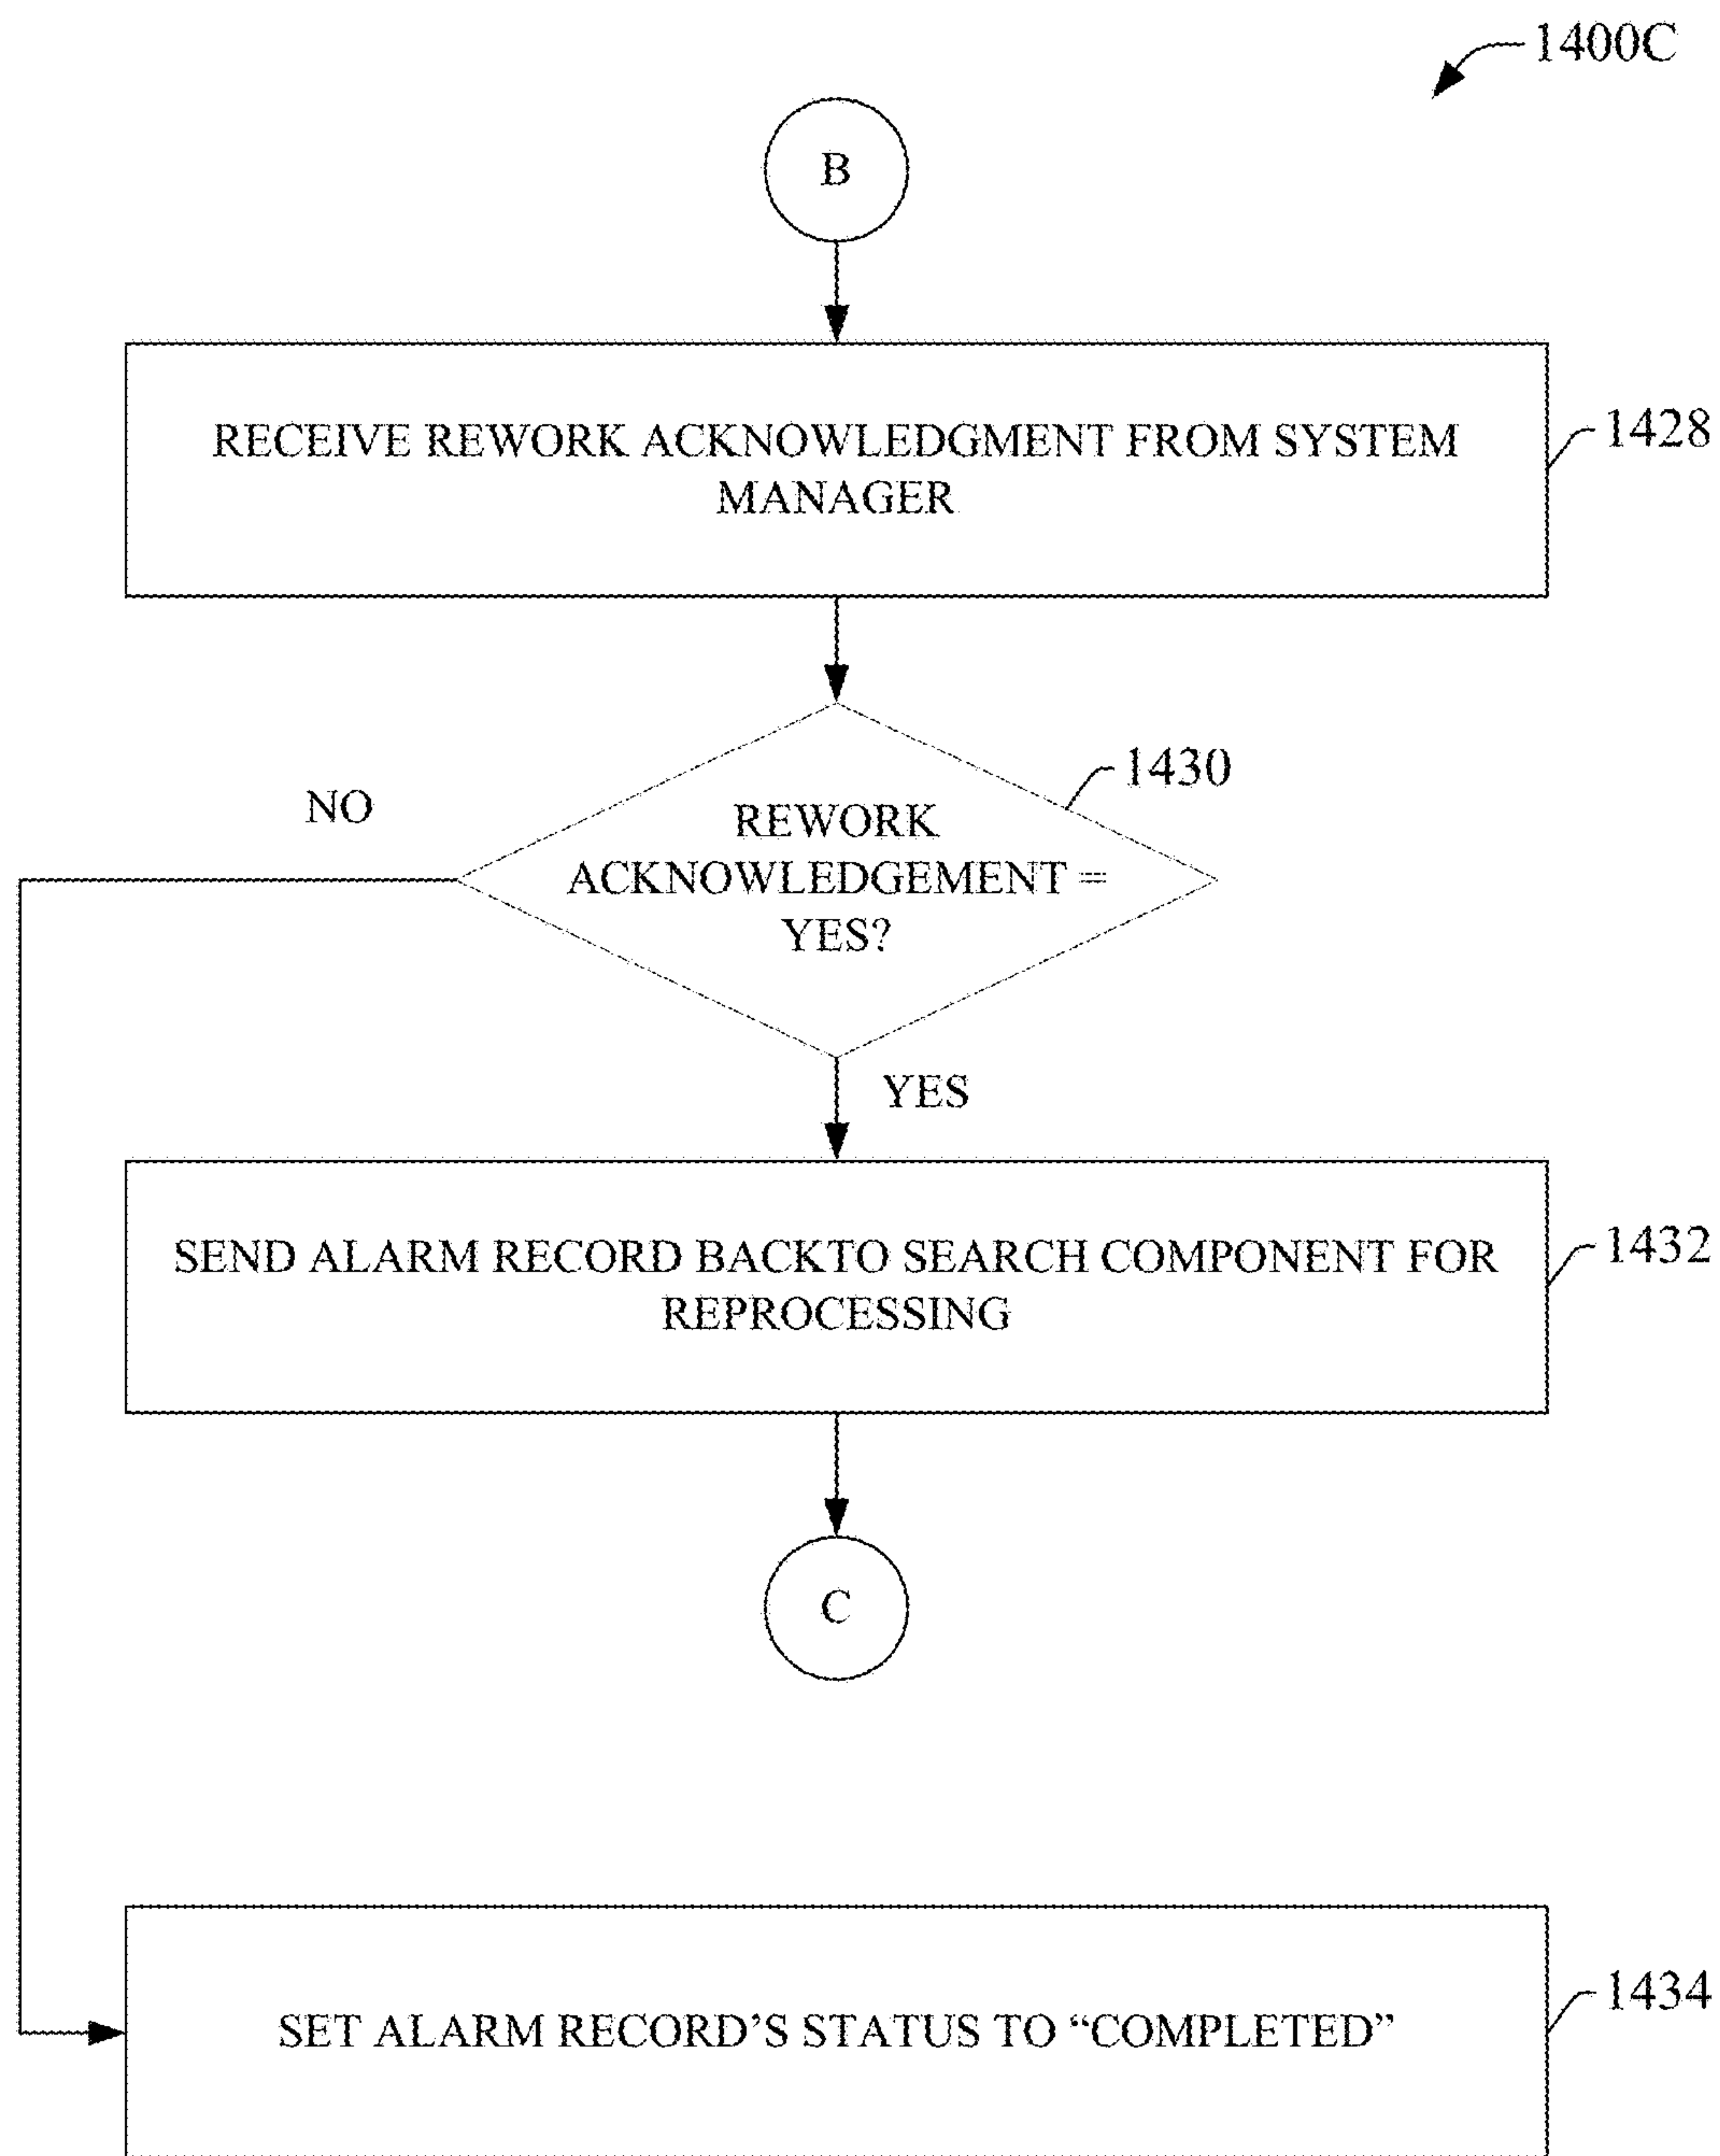 1400C
B
RECEIVE REWORK ACKNOWLEDGMENT FROM SYSTEM
MANAGER
1428
1430
NO
REWORK
ACKNOWLEDGEMENT =
YES?
YES
SEND ALARM RECORD BACKTO SEARCH COMPONENT FOR
REPROCESSING
1432
C
SET ALARM RECORD’S STATUS TO “COMPLETED”
1434